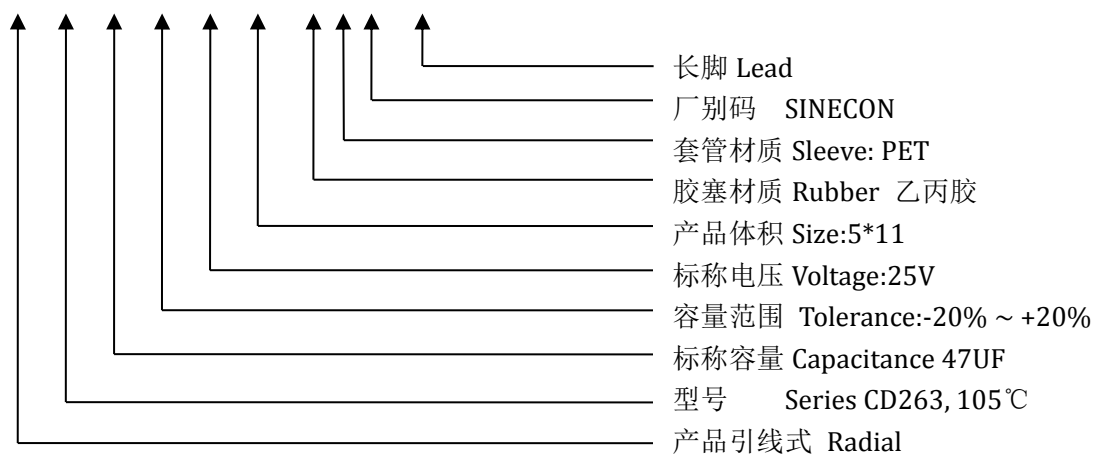 长脚 Lead
厂别码 SINECON
套管材质 Sleeve: PET
胶塞材质 Rubber 乙丙胶
产品体积 Size:5*11
标称电压 Voltage:25V
容量范围 Tolerance:-20% ~ +20%
标称容量 Capacitance 47UF
型号 Series CD263, 105℃
产品引线式 Radial